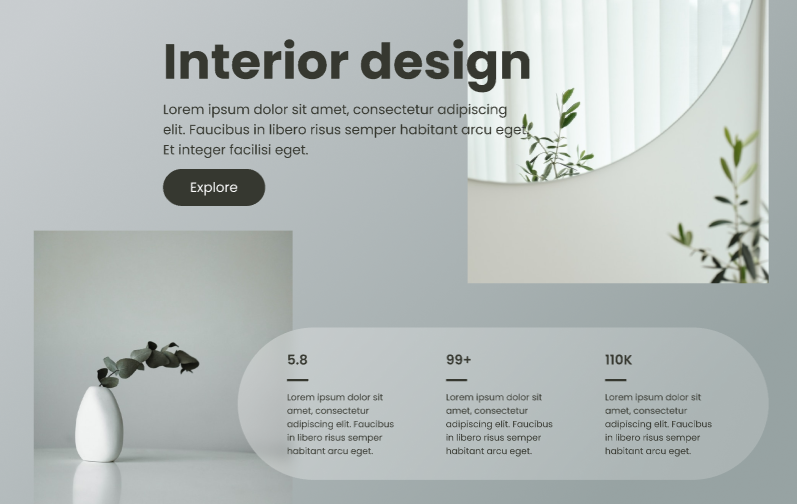 Interior design
Lorem ipsum dolor sit amet, consectetur adipiscing
elit. Faucibus in libero risus semper habitant arcu eget.
Et integer facilisi eget.
Explore
5.8
Lorem ipsum dolor sit
amet, consectetur
adipiscing elit. Faucibus
in libero risus semper
habitant arcu eget.
99+
Lorem ipsum dolor sit
amet, consectetur
adipiscing elit. Faucibus
in libero risus semper
habitant arcu eget.
110K
Lorem ipsum dolor sit
amet, consectetur
adipiscing elit. Faucibus
in libero risus semper
habitant arcu eget.